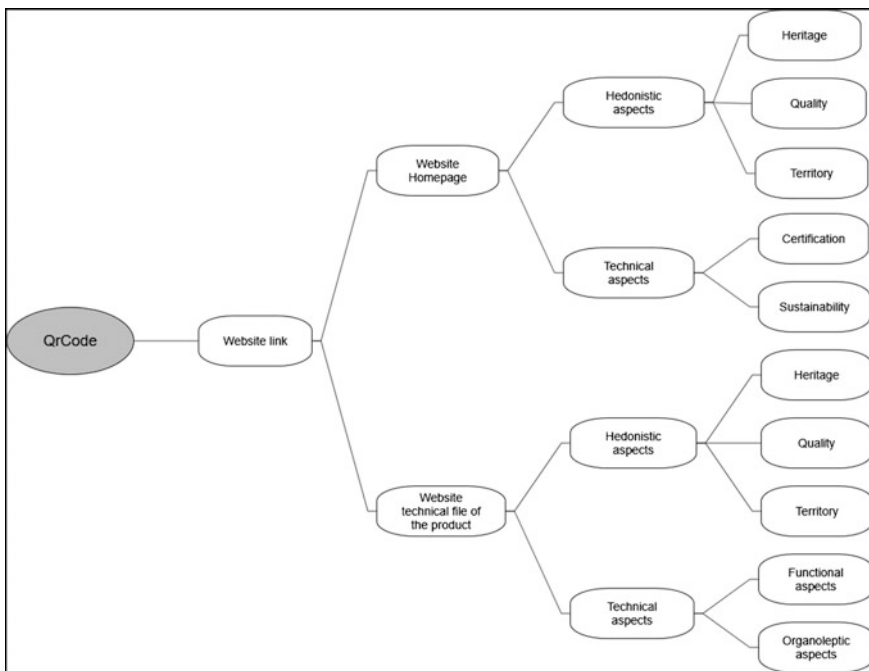 QrCode
Website link
Website
Homepage
Hedonistic
aspects
Heritage
Quality
Territory
Technical
aspects
Certification
Sustainability
Website
technical file of
the product
Hedonistic
aspects
Heritage
Quality
Territory
Technical
aspects
Functional
aspects
Organoleptic
aspects